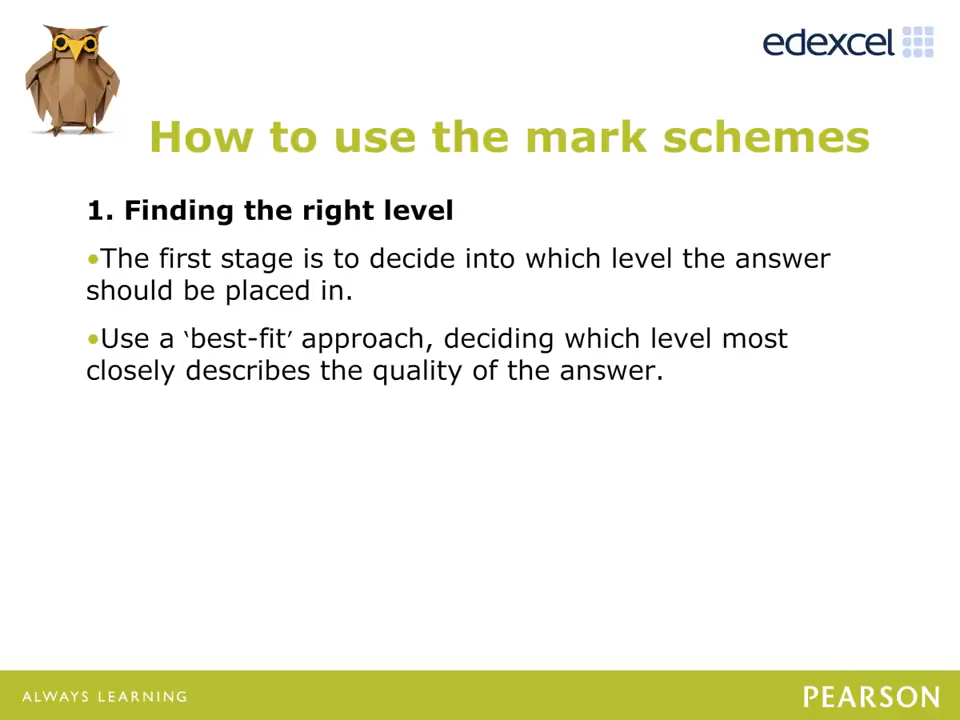 edexcel
How to use the mark schemes
1. Finding the right level
•The first stage is to decide into which level the answer
should be placed in.
•Use a ‘best-fit’ approach, deciding which level most
closely describes the quality of the answer.
ALWAYS LEARNING
PEARSON